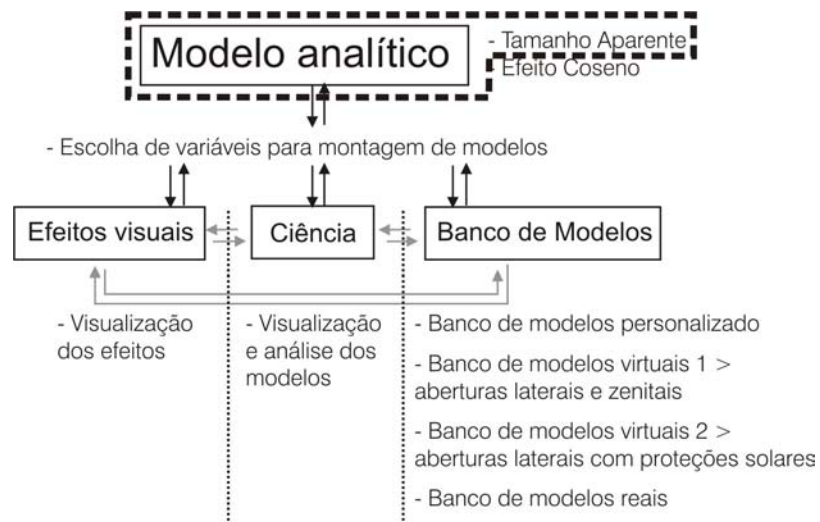 Modelo analítico
- Tamanho Aparente
- Efeito Coseno
- Escolha de variáveis para montagem de modelos
Efeitos visuais
Ciência
Banco de Modelos
- Visualização
dos efeitos
- Visualização
e análise dos
modelos
- Banco de modelos personalizado
- Banco de modelos virtuais 1 >
aberturas laterais e zenitais
- Banco de modelos virtuais 2 >
aberturas laterais com proteções solares
- Banco de modelos reais